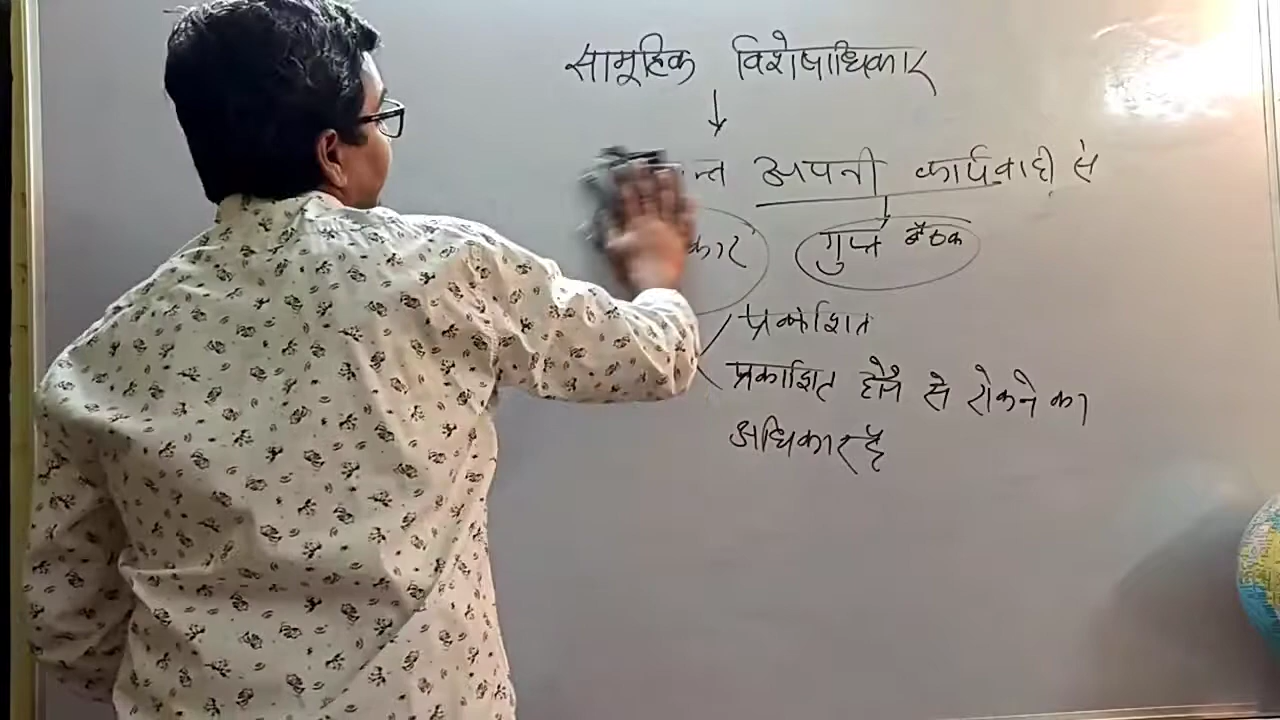 सामूहिक विशेषाधिकार
अपनी कार्यवाही से
गुप्त बैठक
प्रकाशित
प्रकाशित होने से रोकने का
अधिकार है